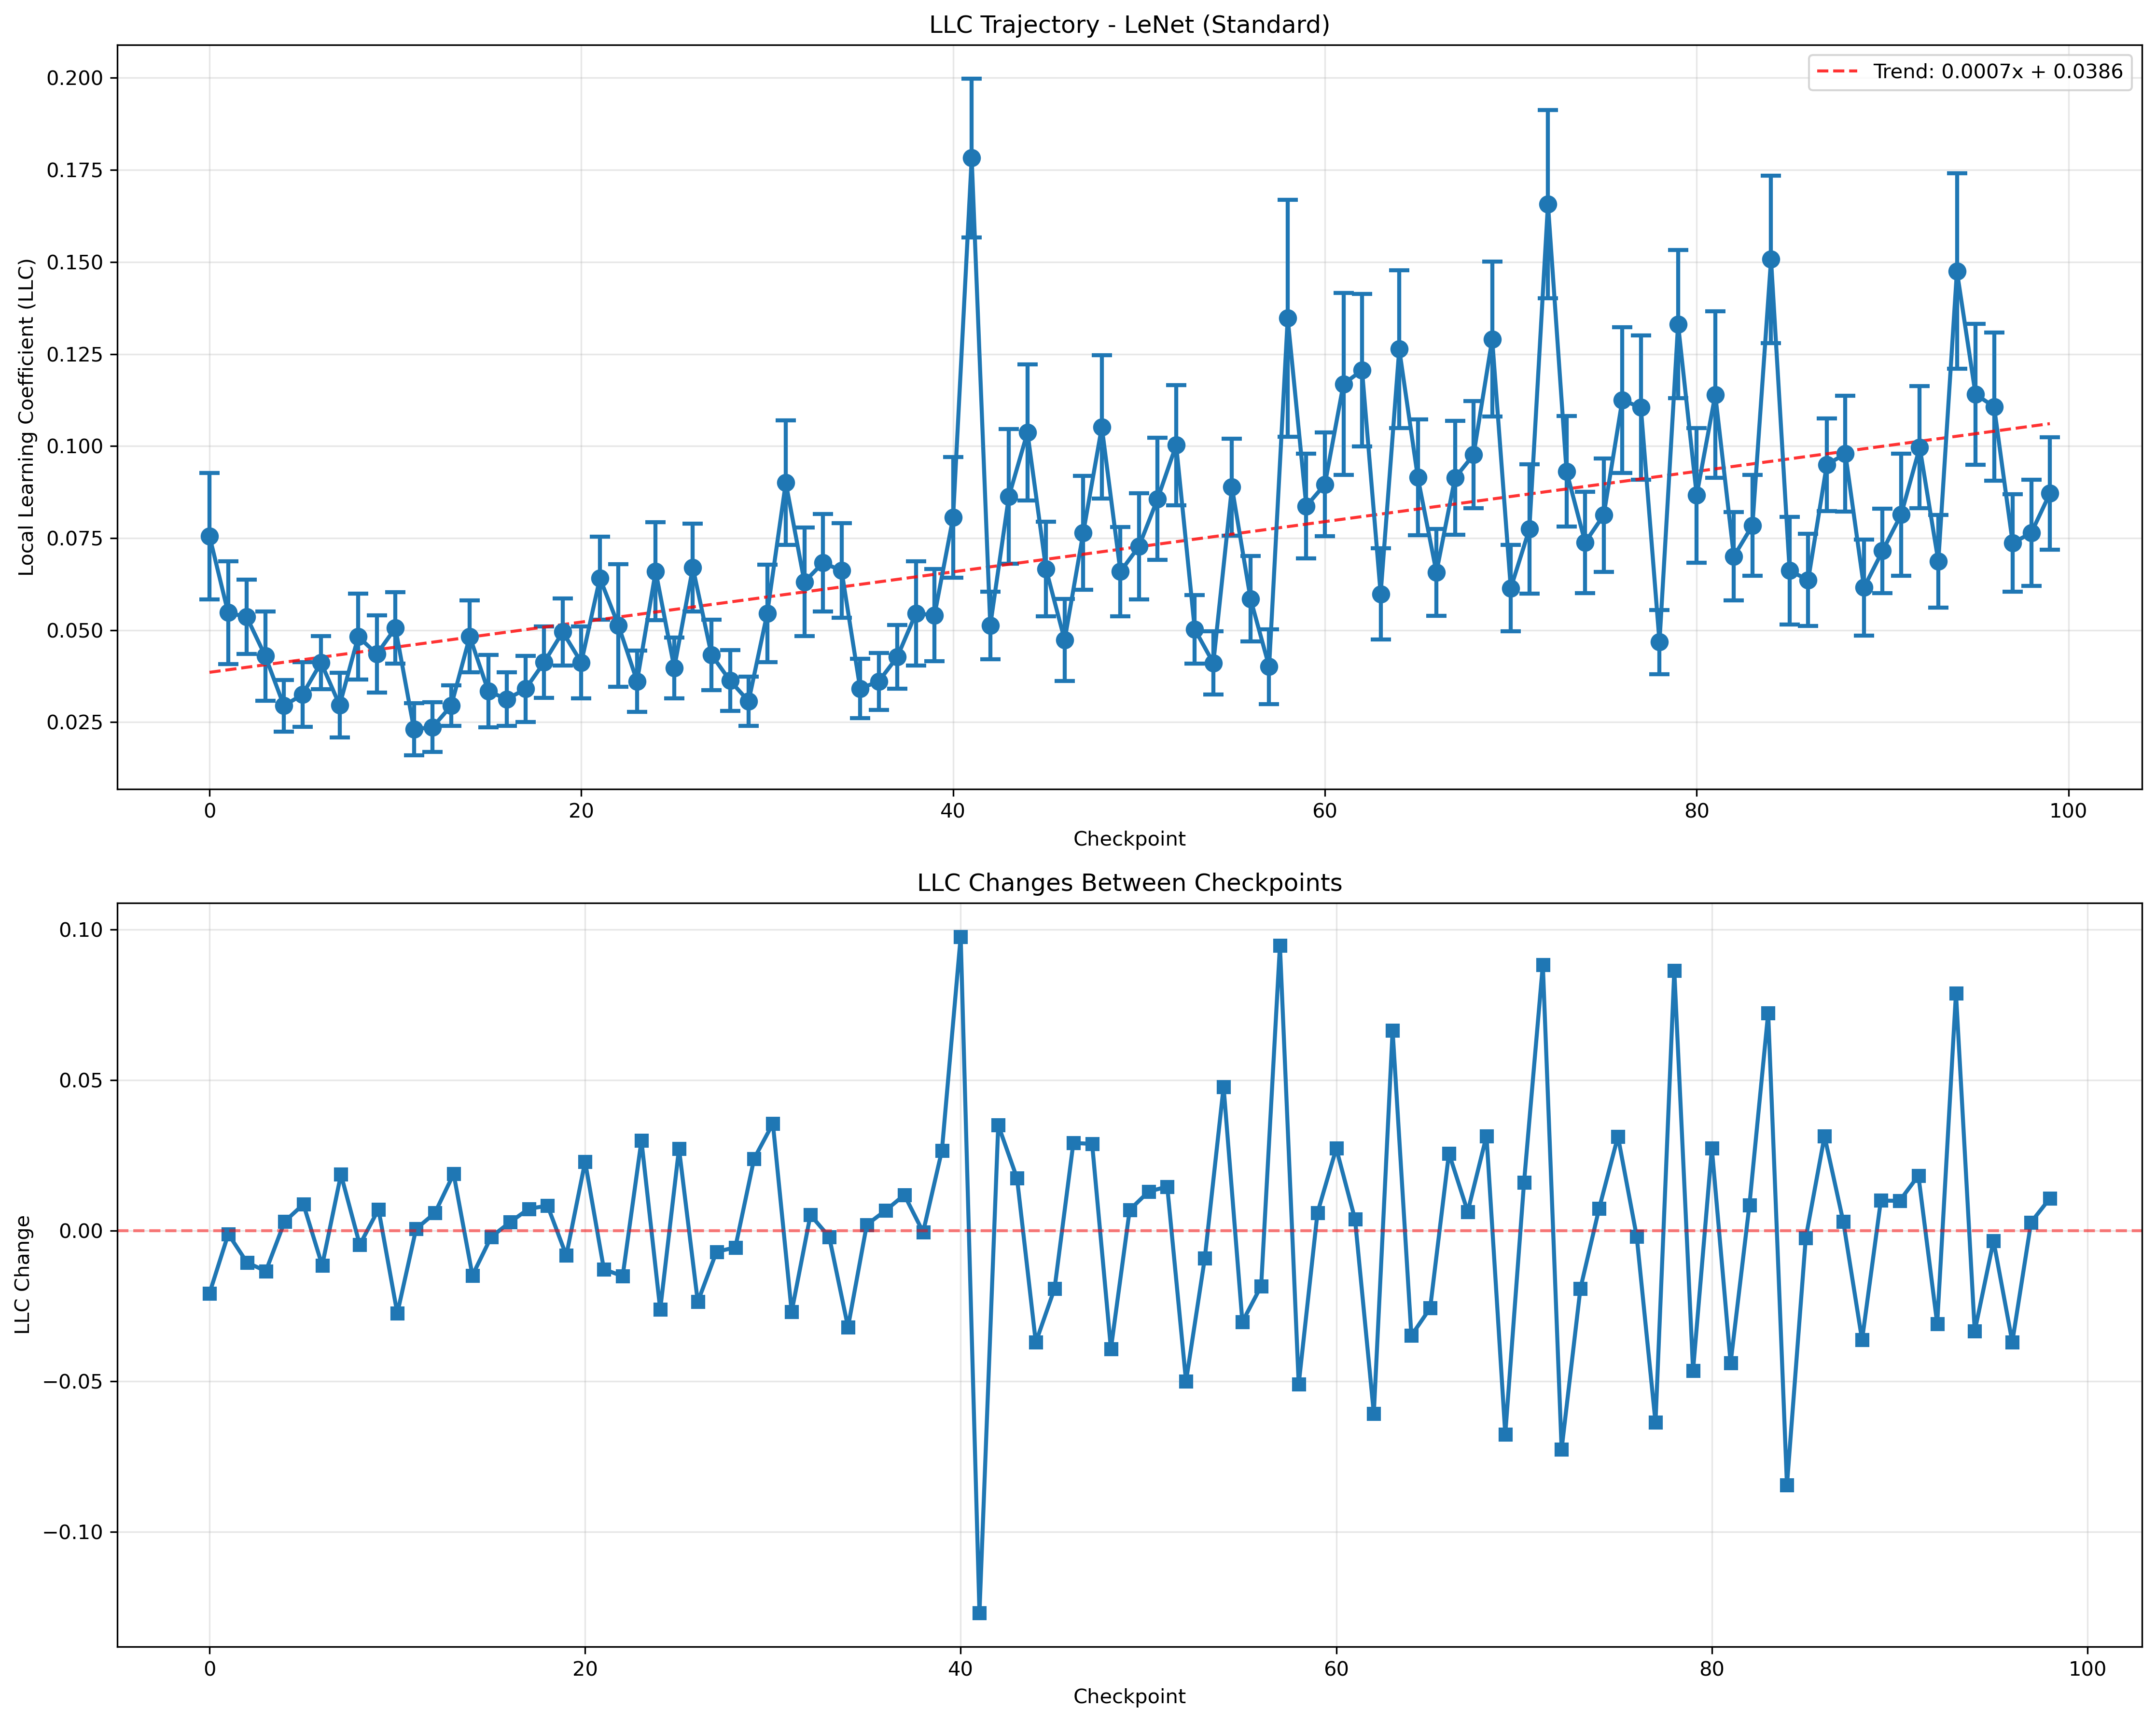 LLC Trajectory - LeNet (Standard)
Trend: 0.0007x + 0.0386
Local Learning Coefficient (LLC)
0.200
0.175
0.150
0.125
0.100
0.075
0.050
0.025
0 20 40 60 80 100
Checkpoint
LLC Changes Between Checkpoints
LLC Change
0.10
0.05
0.00
−0.05
−0.10
0 20 40 60 80 100
Checkpoint